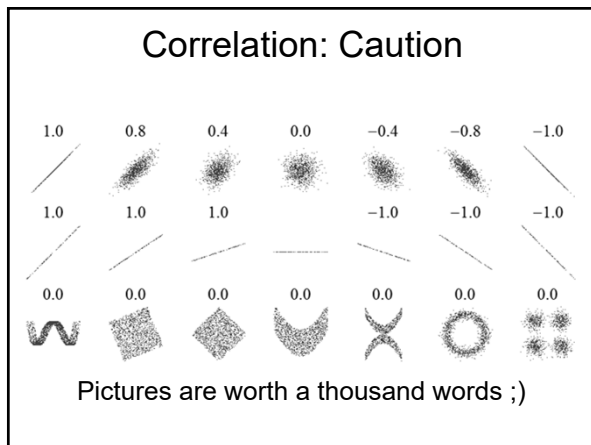 Correlation: Caution
1.0 0.8 0.4 0.0 −0.4 −0.8 −1.0
1.0 1.0 1.0 −1.0 −1.0 −1.0
0.0 0.0 0.0 0.0 0.0 0.0 0.0
Pictures are worth a thousand words ;)